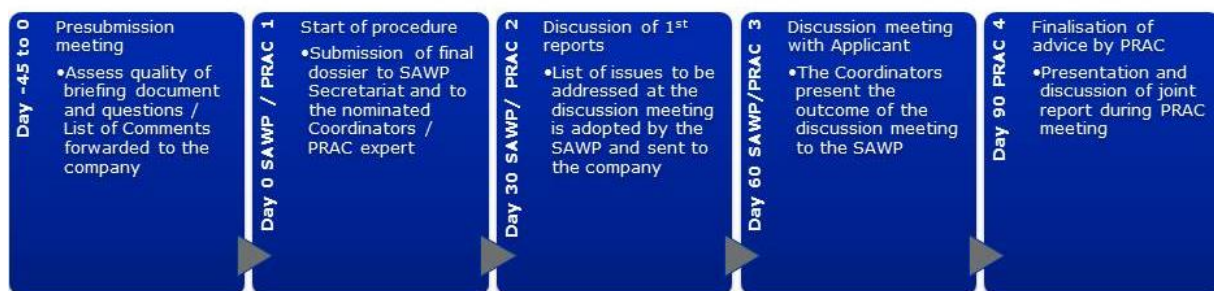 Day -45 to 0
Presubmission
meeting
•Assess quality of
briefing document
and questions /
List of Comments
forwarded to the
company
Day 0 SAWP / PRAC 1
Start of procedure
•Submission of final
dossier to SAWP
Secretariat and to
the nominated
Coordinators /
PRAC expert
Day 30 SAWP/ PRAC 2
Discussion of 1st
reports
•List of issues to be
addressed at the
discussion meeting
is adopted by the
SAWP and sent to
the company
Day 60 SAWP/PRAC 3
Discussion meeting
with Applicant
•The Coordinators
present the
outcome of the
discussion meeting
to the SAWP
Day 90 PRAC 4
Finalisation of
advice by PRAC
•Presentation and
discussion of joint
report during PRAC
meeting